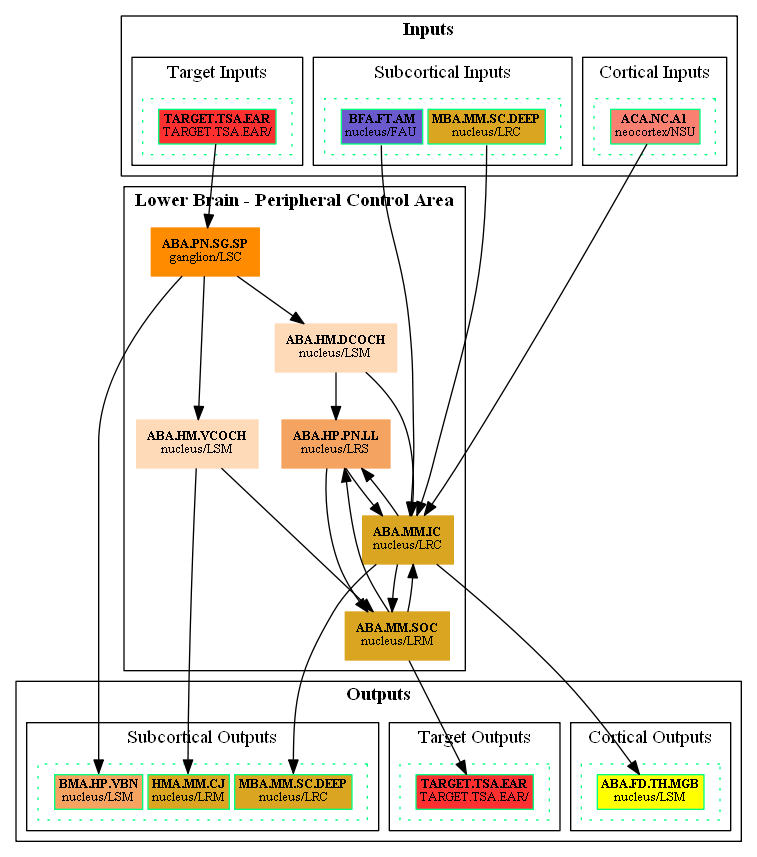 Inputs
Target Inputs
Subcortical Inputs
Cortical Inputs
TARGET.TSA.EAR
TARGET.TSA.EAR/
BFA.FT.AM
nucleus/FAU
MBA.MM.SC.DEEP
nucleus/LRC
ACA.NC.A1
neocortex/NSU
Lower Brain - Peripheral Control Area
ABA.PN.SG.SP
ganglion/LSC
ABA.HM.DCOCH
nucleus/LSM
ABA.HM.VCOCH
nucleus/LSM
ABA.HP.PN.LL
nucleus/LRS
ABA.MM.IC
nucleus/LRC
ABA.MM.SOC
nucleus/LRM
Outputs
Subcortical Outputs
Target Outputs
Cortical Outputs
BMA.HP.VBN
nucleus/LSM
HMA.MM.CJ
nucleus/LRM
MBA.MM.SC.DEEP
nucleus/LRC
TARGET.TSA.EAR
TARGET.TSA.EAR/
ABA.FD.TH.MGB
nucleus/LSM